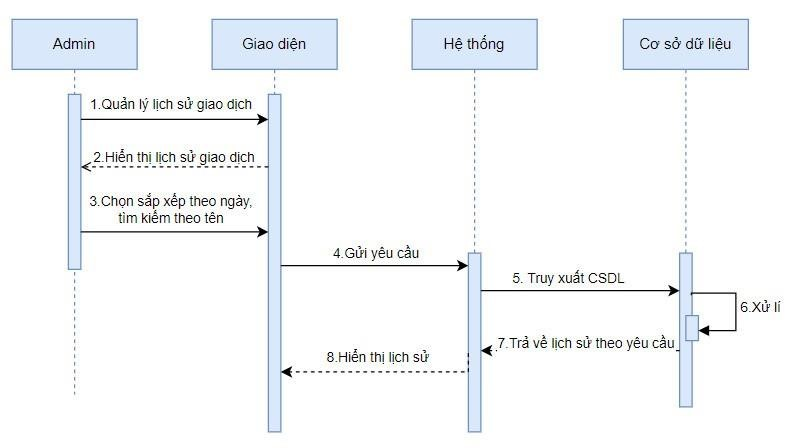 Admin
Giao diện
Hệ thống
Cơ sở dữ liệu
1.Quản lý lịch sử giao dịch
2.Hiển thị lịch sử giao dịch
3.Chọn sắp xếp theo ngày,
tìm kiếm theo tên
4.Gửi yêu cầu
5. Truy xuất CSDL
6.Xử lí
7.Trả về lịch sử theo yêu cầu
8.Hiển thị lịch sử